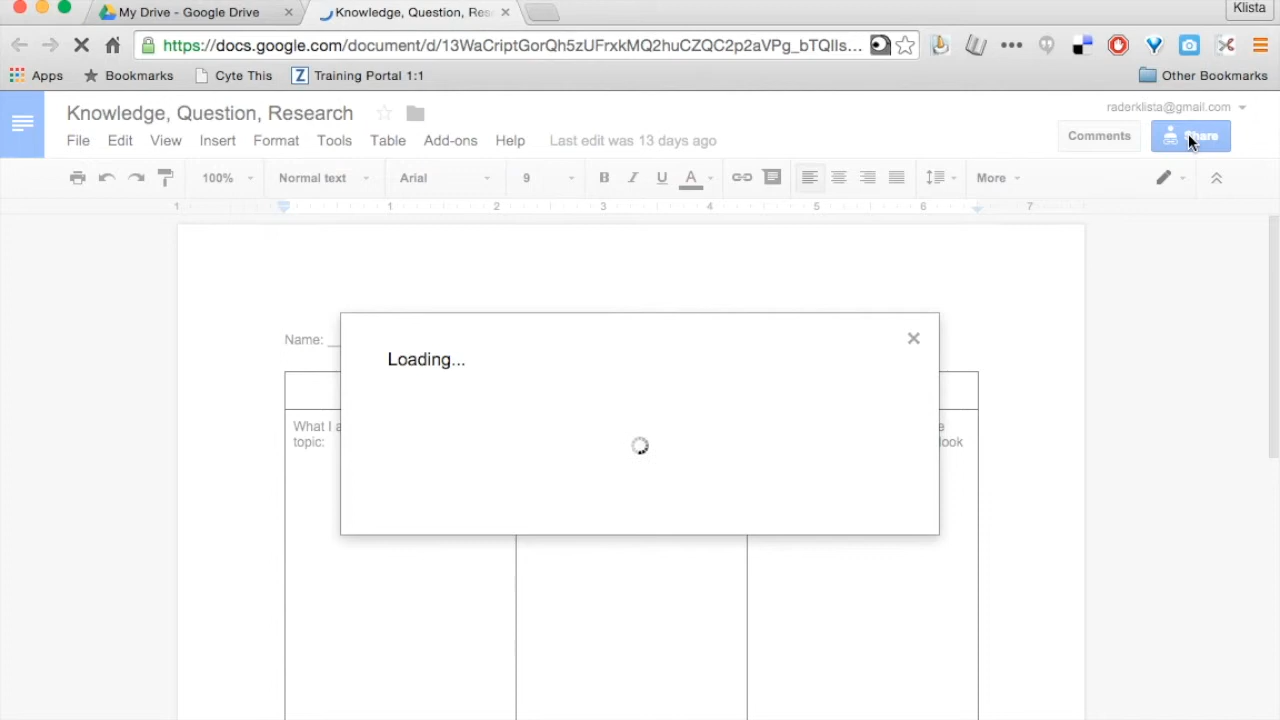 My Drive - Google Drive
Knowledge, Question, Res
Klista
https://docs.google.com/document/d/13WaCriptGorQh5zUFrxkMQ2huCZQC2p2aVPg_bTQIIs...
Apps Bookmarks Cyte This Z Training Portal 1:1 Other Bookmarks
Knowledge, Question, Research
raderklista@gmail.com
File Edit View Insert Format Tools Table Add-ons Help Last edit was 13 days ago
Comments Share
100% Normal text Arial 9 B I U A More
1 1 2 3 4 5 6 7
Name: __
Loading...
What I a
topic:
e
look